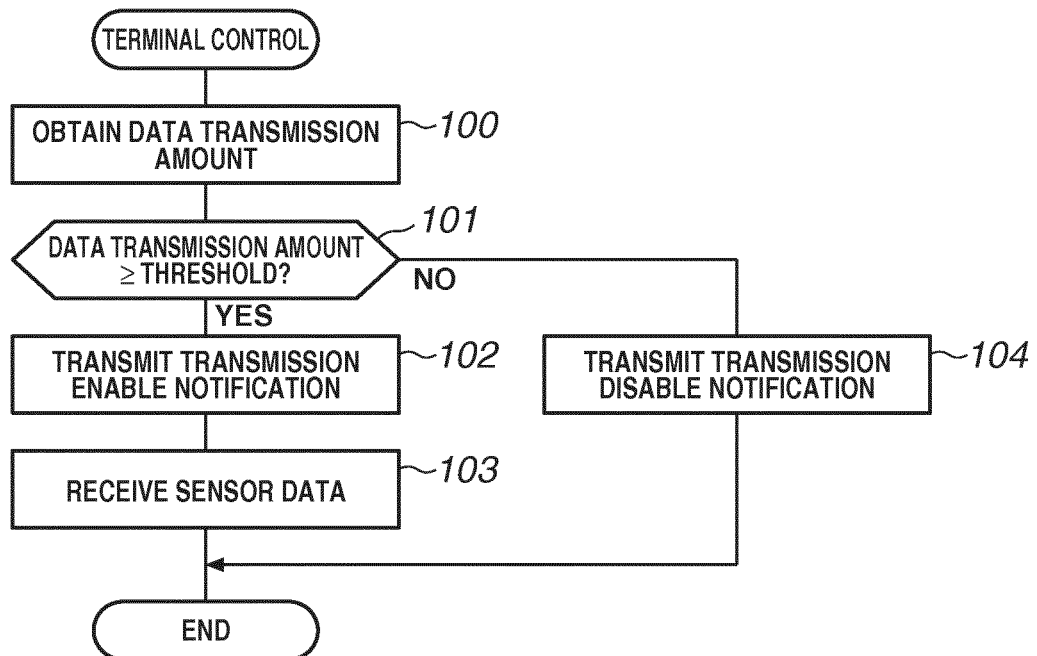 TERMINAL CONTROL
OBTAIN DATA TRANSMISSION
AMOUNT
100
DATA TRANSMISSION AMOUNT
≥ THRESHOLD?
101
NO
YES
TRANSMIT TRANSMISSION
ENABLE NOTIFICATION
102
TRANSMIT TRANSMISSION
DISABLE NOTIFICATION
104
RECEIVE SENSOR DATA
103
END